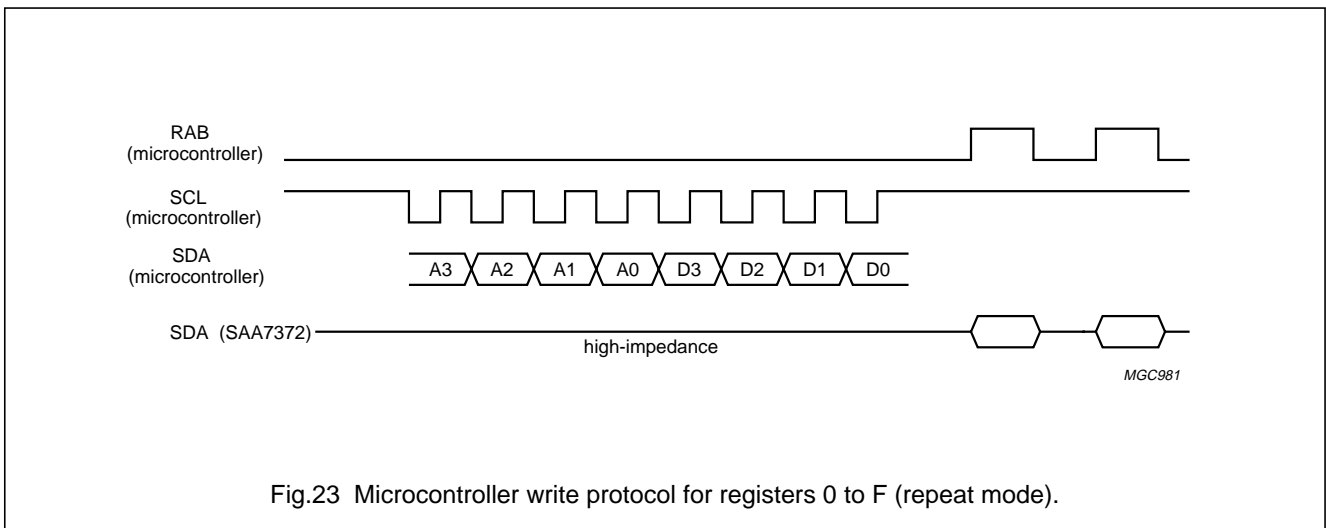 RAB
(microcontroller)
SCL
(microcontroller)
SDA
(microcontroller)
A3 A2 A1 A0 D3 D2 D1 D0
SDA (SAA7372)
high-impedance
MGC981
Fig.23 Microcontroller write protocol for registers 0 to F (repeat mode).